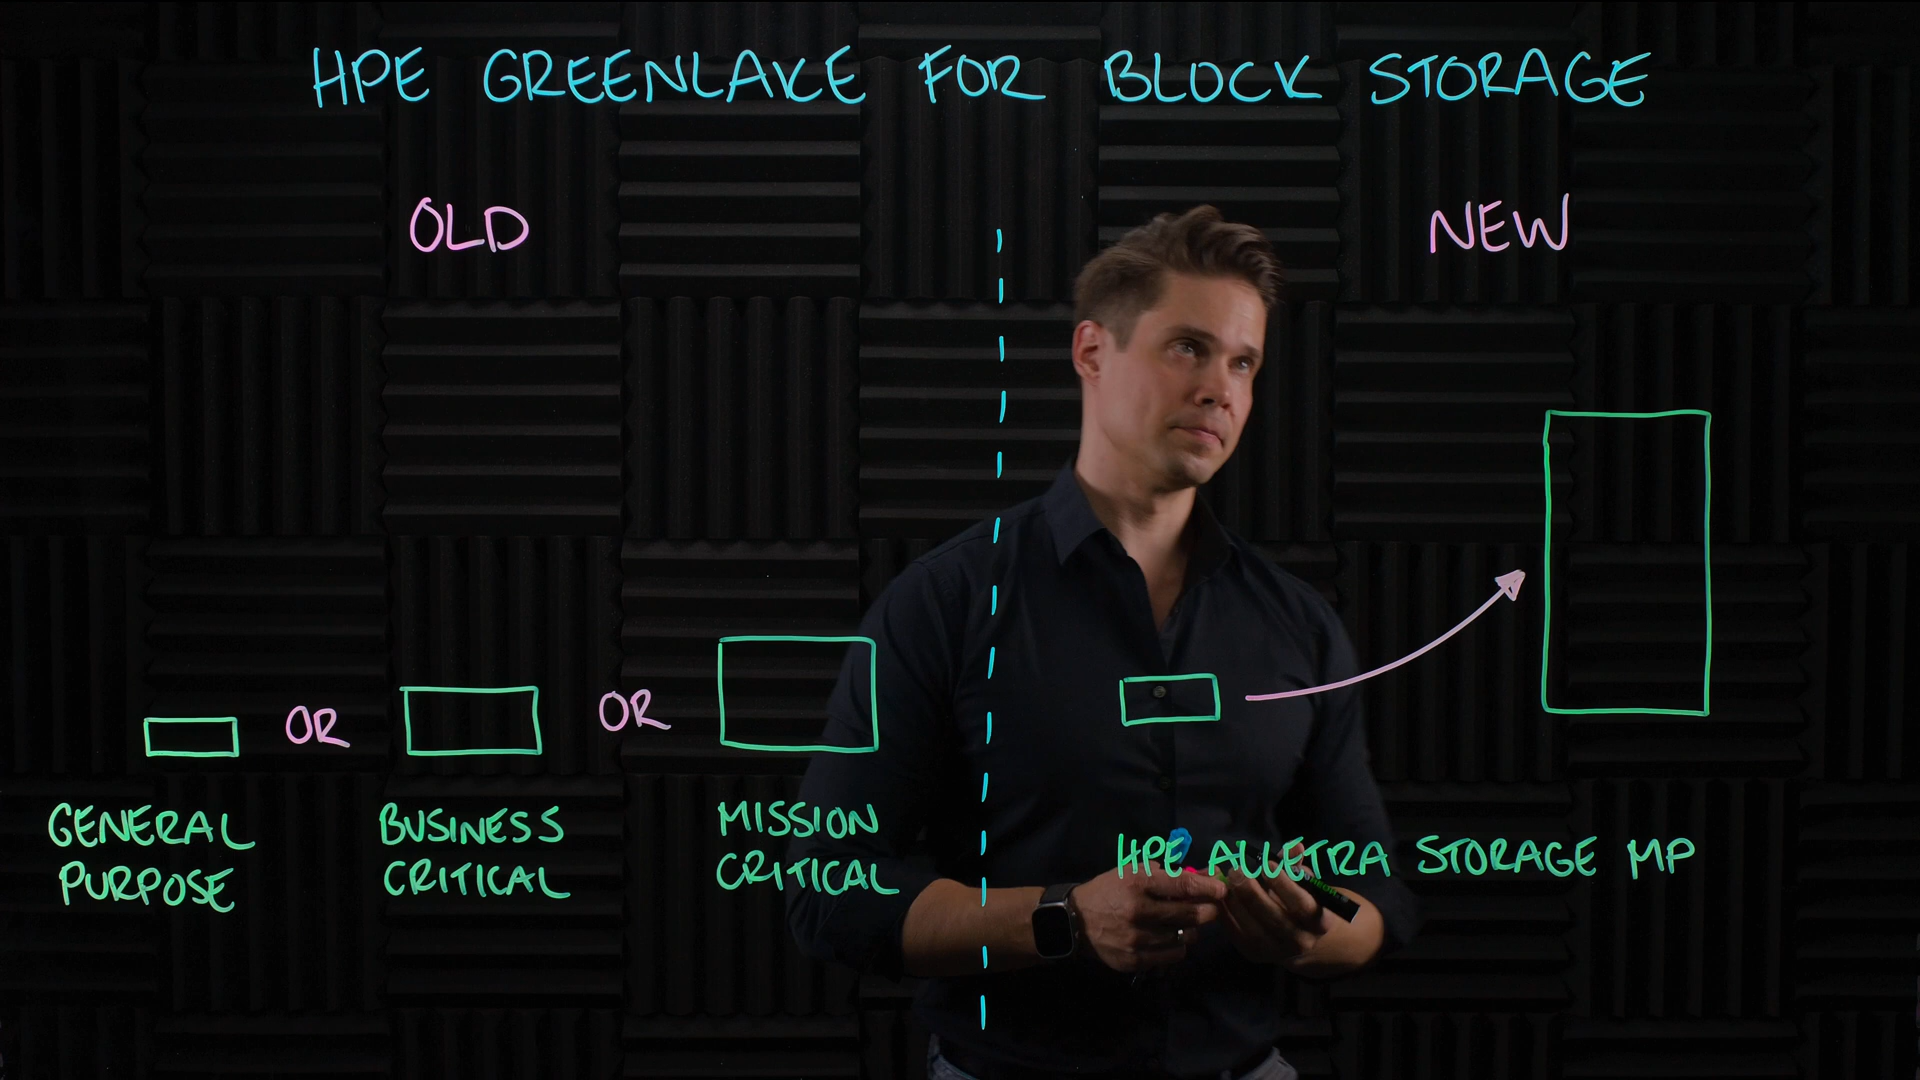 HPE GREENLAKE FOR BLOCK STORAGE
OLD
NEW
OR
OR
GENERAL
PURPOSE
BUSINESS
CRITICAL
MISSION
CRITICAL
HPE ALLETRA STORAGE MP